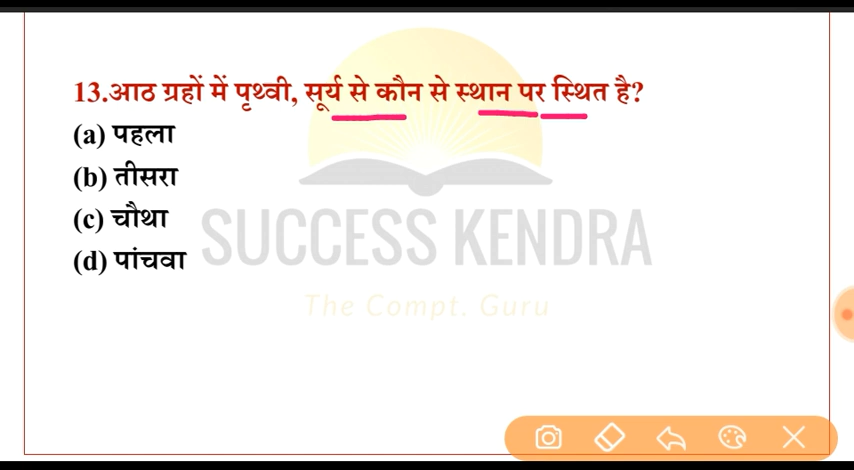 13.आठ ग्रहों में पृथ्वी, सूर्य से कौन से स्थान पर स्थित है?
(a) पहला
(b) तीसरा
(c) चौथा
(d) पांचवा
SUCCESS KENDRA
The Compt. Guru